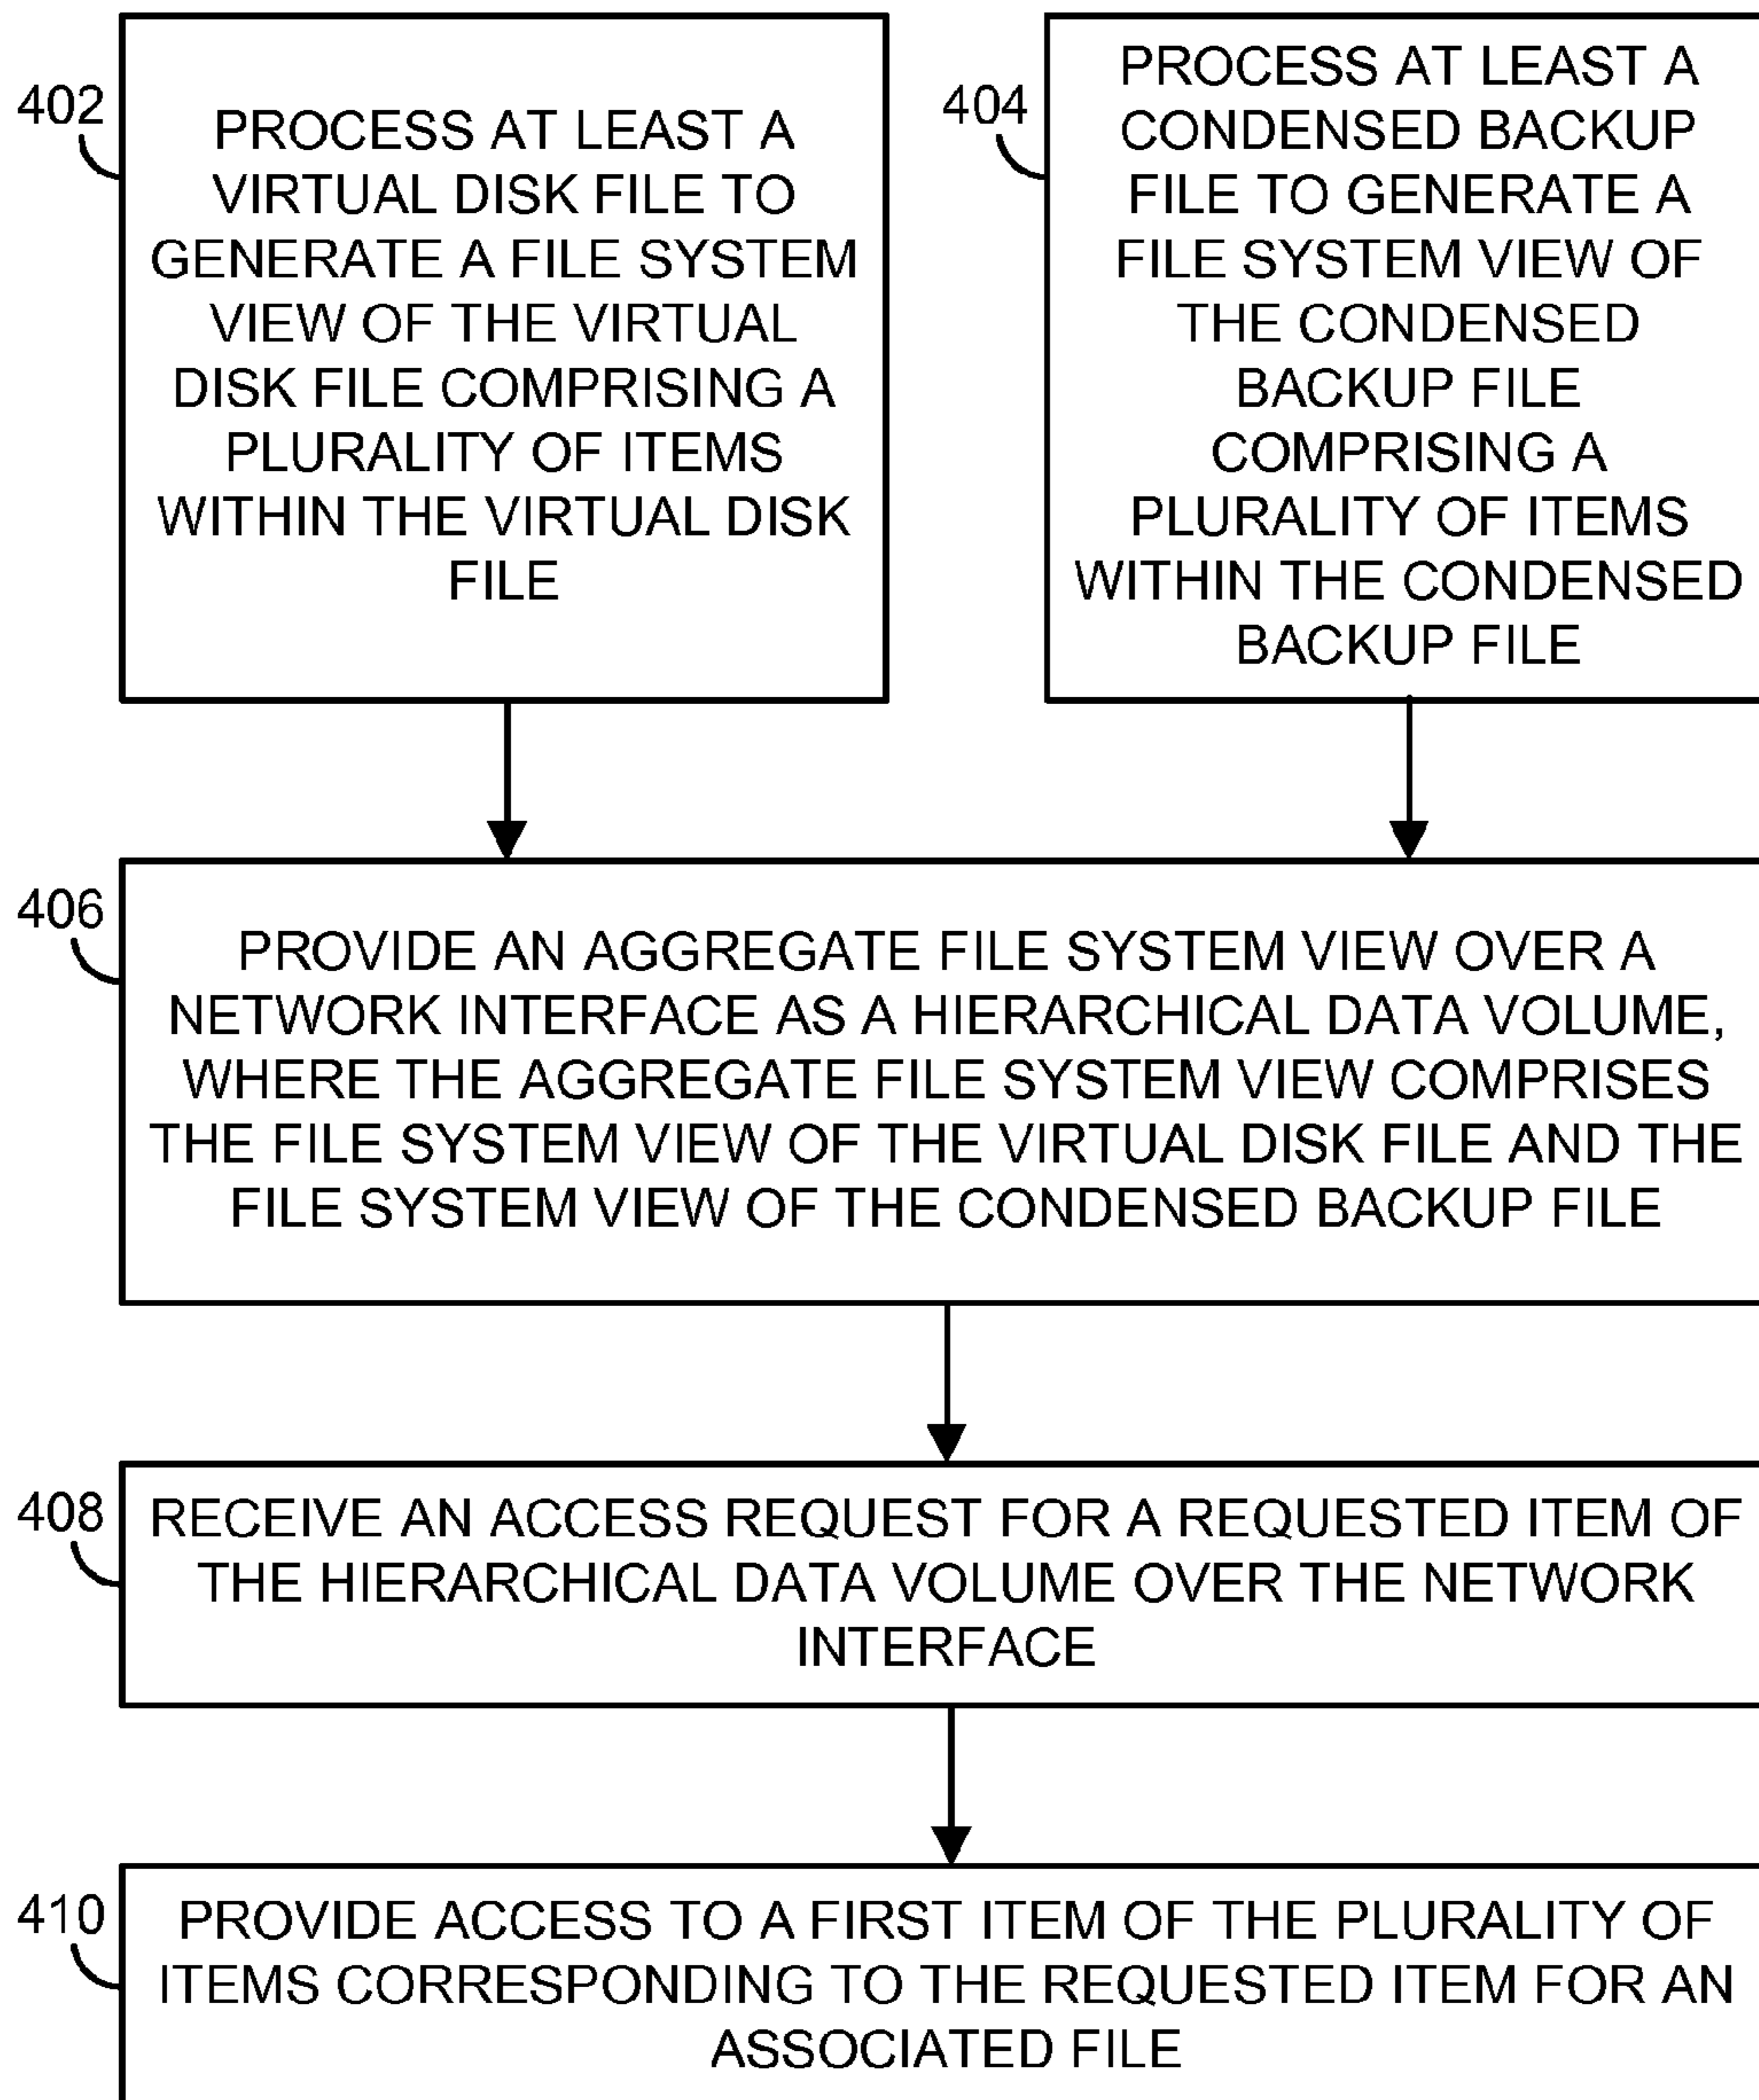 402
PROCESS AT LEAST A
VIRTUAL DISK FILE TO
GENERATE A FILE SYSTEM
VIEW OF THE VIRTUAL
DISK FILE COMPRISING A
PLURALITY OF ITEMS
WITHIN THE VIRTUAL DISK
FILE
404
PROCESS AT LEAST A
CONDENSED BACKUP
FILE TO GENERATE A
FILE SYSTEM VIEW OF
THE CONDENSED
BACKUP FILE
COMPRISING A
PLURALITY OF ITEMS
WITHIN THE CONDENSED
BACKUP FILE
406
PROVIDE AN AGGREGATE FILE SYSTEM VIEW OVER A
NETWORK INTERFACE AS A HIERARCHICAL DATA VOLUME,
WHERE THE AGGREGATE FILE SYSTEM VIEW COMPRISES
THE FILE SYSTEM VIEW OF THE VIRTUAL DISK FILE AND THE
FILE SYSTEM VIEW OF THE CONDENSED BACKUP FILE
408
RECEIVE AN ACCESS REQUEST FOR A REQUESTED ITEM OF
THE HIERARCHICAL DATA VOLUME OVER THE NETWORK
INTERFACE
410
PROVIDE ACCESS TO A FIRST ITEM OF THE PLURALITY OF
ITEMS CORRESPONDING TO THE REQUESTED ITEM FOR AN
ASSOCIATED FILE